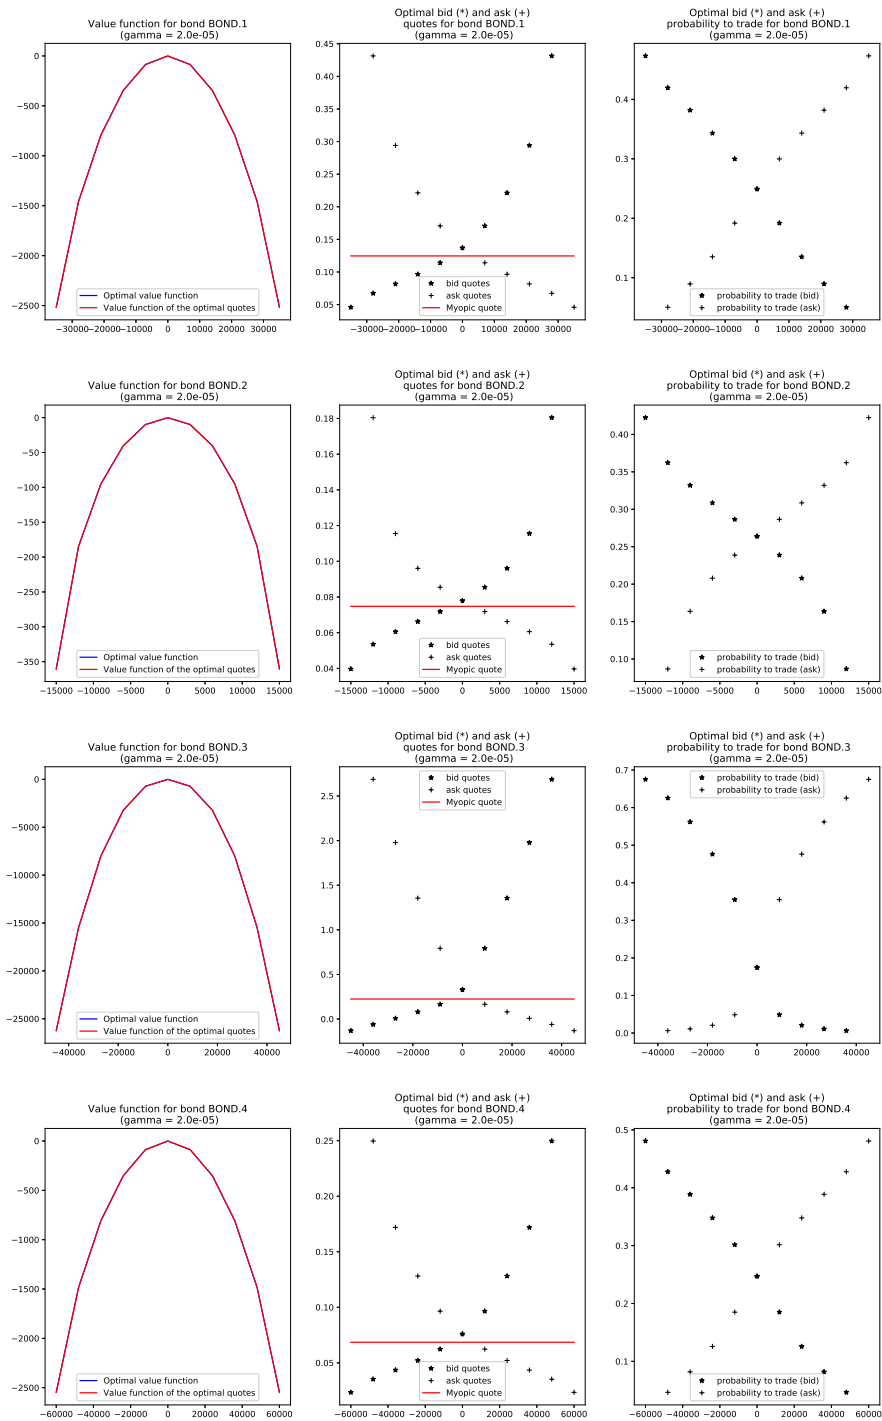 Value function for bond BOND.1
(gamma = 2.0e-05)
0
−500
−1000
−1500
−2000
−2500
−30000 −20000 −10000 0 10000 20000 30000
Optimal value function
Value function of the optimal quotes
Optimal bid (*) and ask (+)
quotes for bond BOND.1
(gamma = 2.0e-05)
0.45
0.40
0.35
0.30
0.25
0.20
0.15
0.10
0.05
−30000 −20000 −10000 0 10000 20000 30000
bid quotes
ask quotes
Myopic quote
Optimal bid (*) and ask (+)
probability to trade for bond BOND.1
(gamma = 2.0e-05)
0.4
0.3
0.2
0.1
−30000 −20000 −10000 0 10000 20000 30000
probability to trade (bid)
probability to trade (ask)
Value function for bond BOND.2
(gamma = 2.0e-05)
0
−50
−100
−150
−200
−250
−300
−350
−15000 −10000 −5000 0 5000 10000 15000
Optimal value function
Value function of the optimal quotes
Optimal bid (*) and ask (+)
quotes for bond BOND.2
(gamma = 2.0e-05)
0.18
0.16
0.14
0.12
0.10
0.08
0.06
0.04
−15000 −10000 −5000 0 5000 10000 15000
bid quotes
ask quotes
Myopic quote
Optimal bid (*) and ask (+)
probability to trade for bond BOND.2
(gamma = 2.0e-05)
0.40
0.35
0.30
0.25
0.20
0.15
0.10
−15000 −10000 −5000 0 5000 10000 15000
probability to trade (bid)
probability to trade (ask)
Value function for bond BOND.3
(gamma = 2.0e-05)
0
−5000
−10000
−15000
−20000
−25000
−40000 −20000 0 20000 40000
Optimal value function
Value function of the optimal quotes
Optimal bid (*) and ask (+)
quotes for bond BOND.3
(gamma = 2.0e-05)
2.5
2.0
1.5
1.0
0.5
0.0
−40000 −20000 0 20000 40000
bid quotes
ask quotes
Myopic quote
Optimal bid (*) and ask (+)
probability to trade for bond BOND.3
(gamma = 2.0e-05)
0.7
0.6
0.5
0.4
0.3
0.2
0.1
0.0
−40000 −20000 0 20000 40000
probability to trade (bid)
probability to trade (ask)
Value function for bond BOND.4
(gamma = 2.0e-05)
0
−500
−1000
−1500
−2000
−2500
−60000 −40000 −20000 0 20000 40000 60000
Optimal value function
Value function of the optimal quotes
Optimal bid (*) and ask (+)
quotes for bond BOND.4
(gamma = 2.0e-05)
0.25
0.20
0.15
0.10
0.05
−60000 −40000 −20000 0 20000 40000 60000
bid quotes
ask quotes
Myopic quote
Optimal bid (*) and ask (+)
probability to trade for bond BOND.4
(gamma = 2.0e-05)
0.5
0.4
0.3
0.2
0.1
−60000 −40000 −20000 0 20000 40000 60000
probability to trade (bid)
probability to trade (ask)